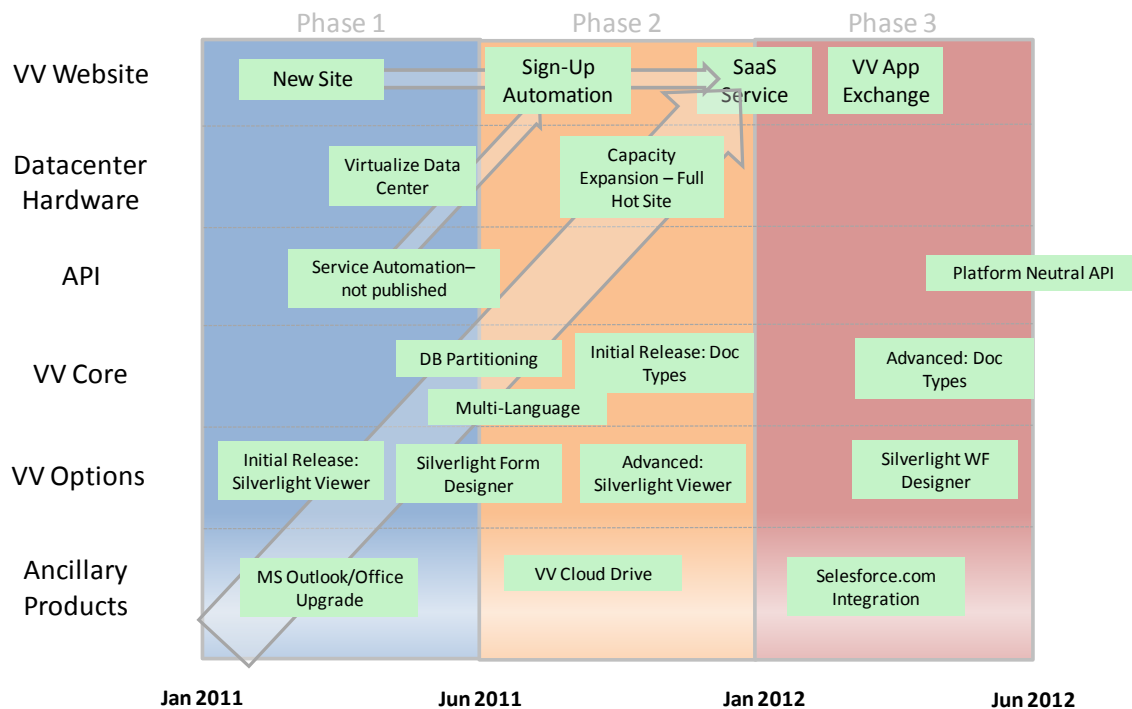 Phase 1
Phase 2
Phase 3
VV Website
New Site
Sign-Up
Automation
SaaS
Service
VV App
Exchange
Datacenter
Hardware
Virtualize Data
Center
Capacity
Expansion – Full
Hot Site
API
Service Automation–
not published
Platform Neutral API
VV Core
DB Partitioning
Multi-Language
Initial Release: Doc
Types
Advanced: Doc
Types
VV Options
Initial Release:
Silverlight Viewer
Silverlight Form
Designer
Advanced:
Silverlight Viewer
Silverlight WF
Designer
Ancillary
Products
MS Outlook/Office
Upgrade
VV Cloud Drive
Selesforce.com
Integration
Jan 2011
Jun 2011
Jan 2012
Jun 2012